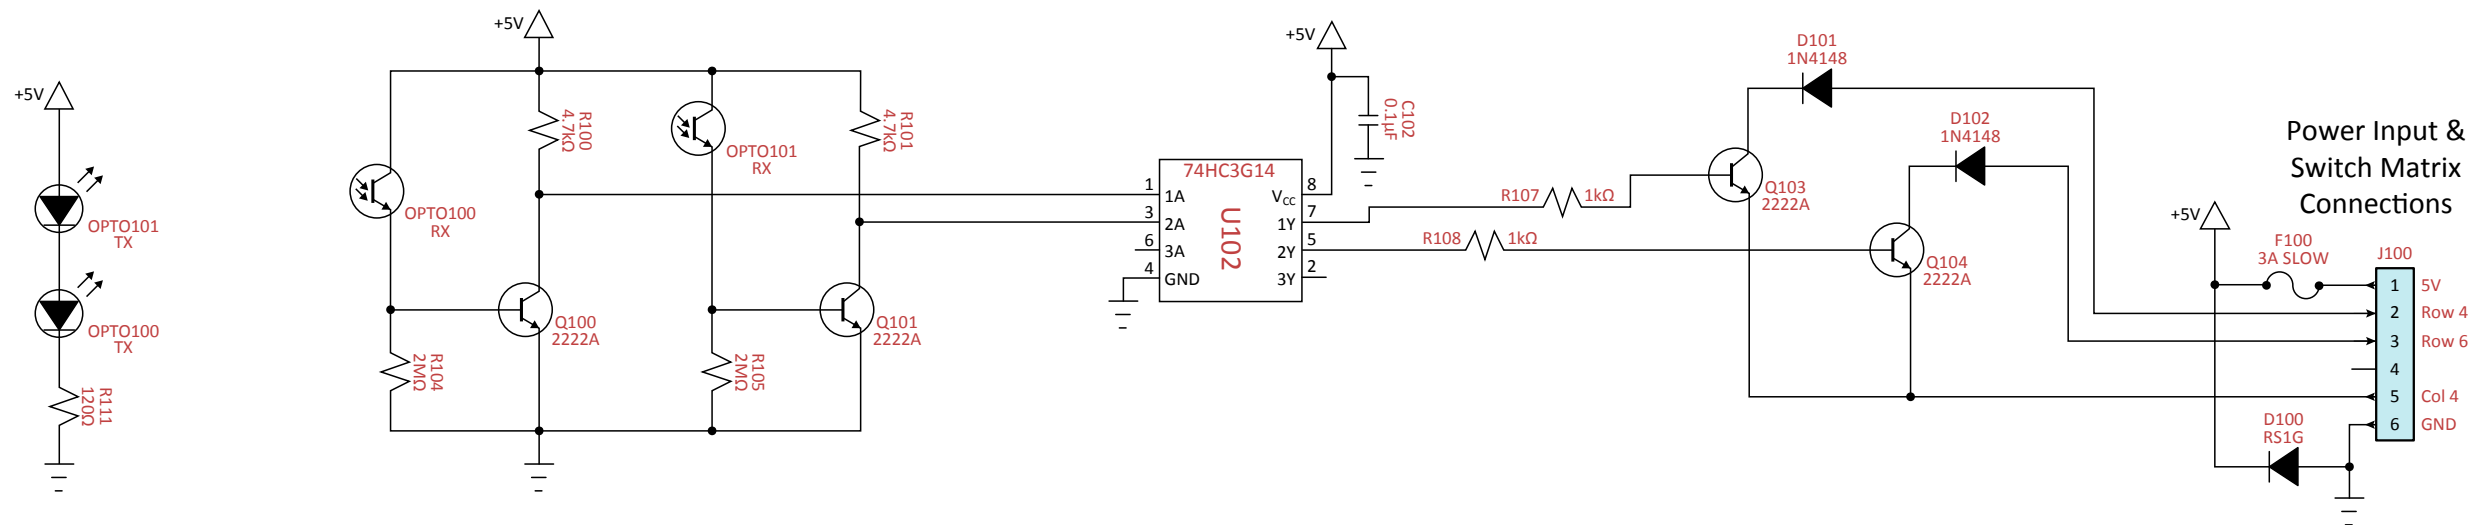 +5V
OPTO101
TX
OPTO100
TX
R111
120Ω
+5V
R100
4.7kΩ
R101
4.7kΩ
OPTO101
RX
OPTO100
RX
Q100
2222A
Q101
2222A
R104
2MΩ
R105
2MΩ
+5V
C102
0.1µF
74HC3G14
U102
1
1A
3
2A
6
3A
4
GND
8
VCC
7
1Y
5
2Y
2
3Y
R107
1kΩ
R108
1kΩ
D101
1N4148
D102
1N4148
Q103
2222A
Q104
2222A
Power Input &
Switch Matrix
Connections
+5V
F100
3A SLOW
J100
1 5V
2 Row 4
3 Row 6
4
5 Col 4
6 GND
D100
RS1G